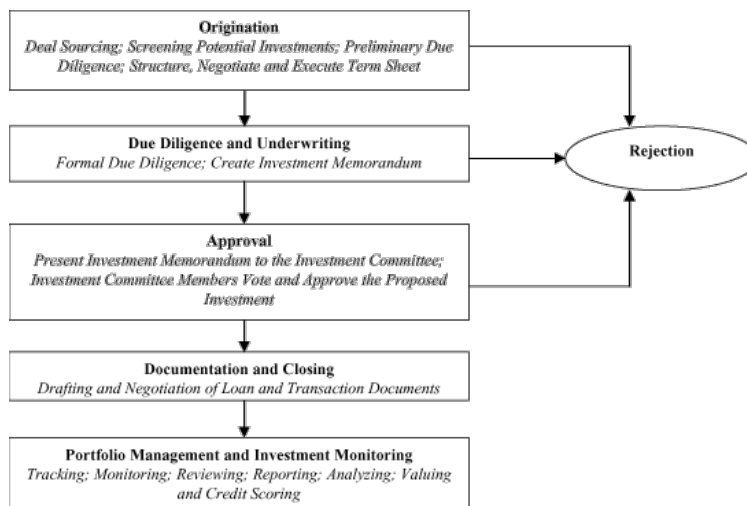 Origination
Deal Sourcing; Screening Potential Investments; Preliminary Due
Diligence; Structure, Negotiate and Execute Term Sheet
Due Diligence and Underwriting
Formal Due Diligence; Create Investment Memorandum
Rejection
Approval
Present Investment Memorandum to the Investment Committee;
Investment Committee Members Vote and Approve the Proposed
Investment
Documentation and Closing
Drafting and Negotiation of Loan and Transaction Documents
Portfolio Management and Investment Monitoring
Tracking; Monitoring; Reviewing; Reporting; Analyzing; Valuing
and Credit Scoring